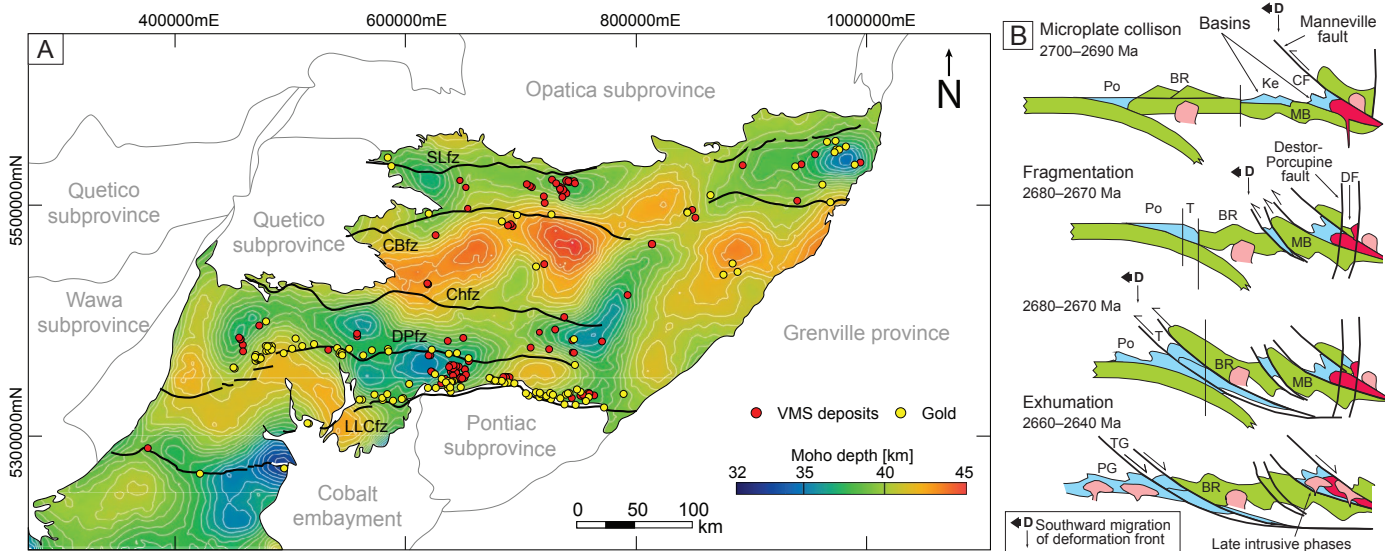 400000mE
600000mE
800000mE
1000000mE
A
N
5500000mN
5300000mN
Opatica subprovince
Quetico
subprovince
Quetico
subprovince
Wawa
subprovince
Grenville province
Pontiac
subprovince
Cobalt
embayment
SLfz
CBfz
Chfz
DPfz
LLCfz
VMS deposits
Gold
Moho depth [km]
32 35 40 45
0 50 100
km
B
Microplate collison
2700–2690 Ma
Basins
D
Manneville
fault
Po
BR
Ke
CF
MB
Fragmentation
2680–2670 Ma
D
Destor-
Porcupine
fault
DF
Po
T
BR
MB
2680–2670 Ma
D
Po
T
BR
MB
Exhumation
2660–2640 Ma
PG
TG
BR
D Southward migration
of deformation front
Late intrusive phases